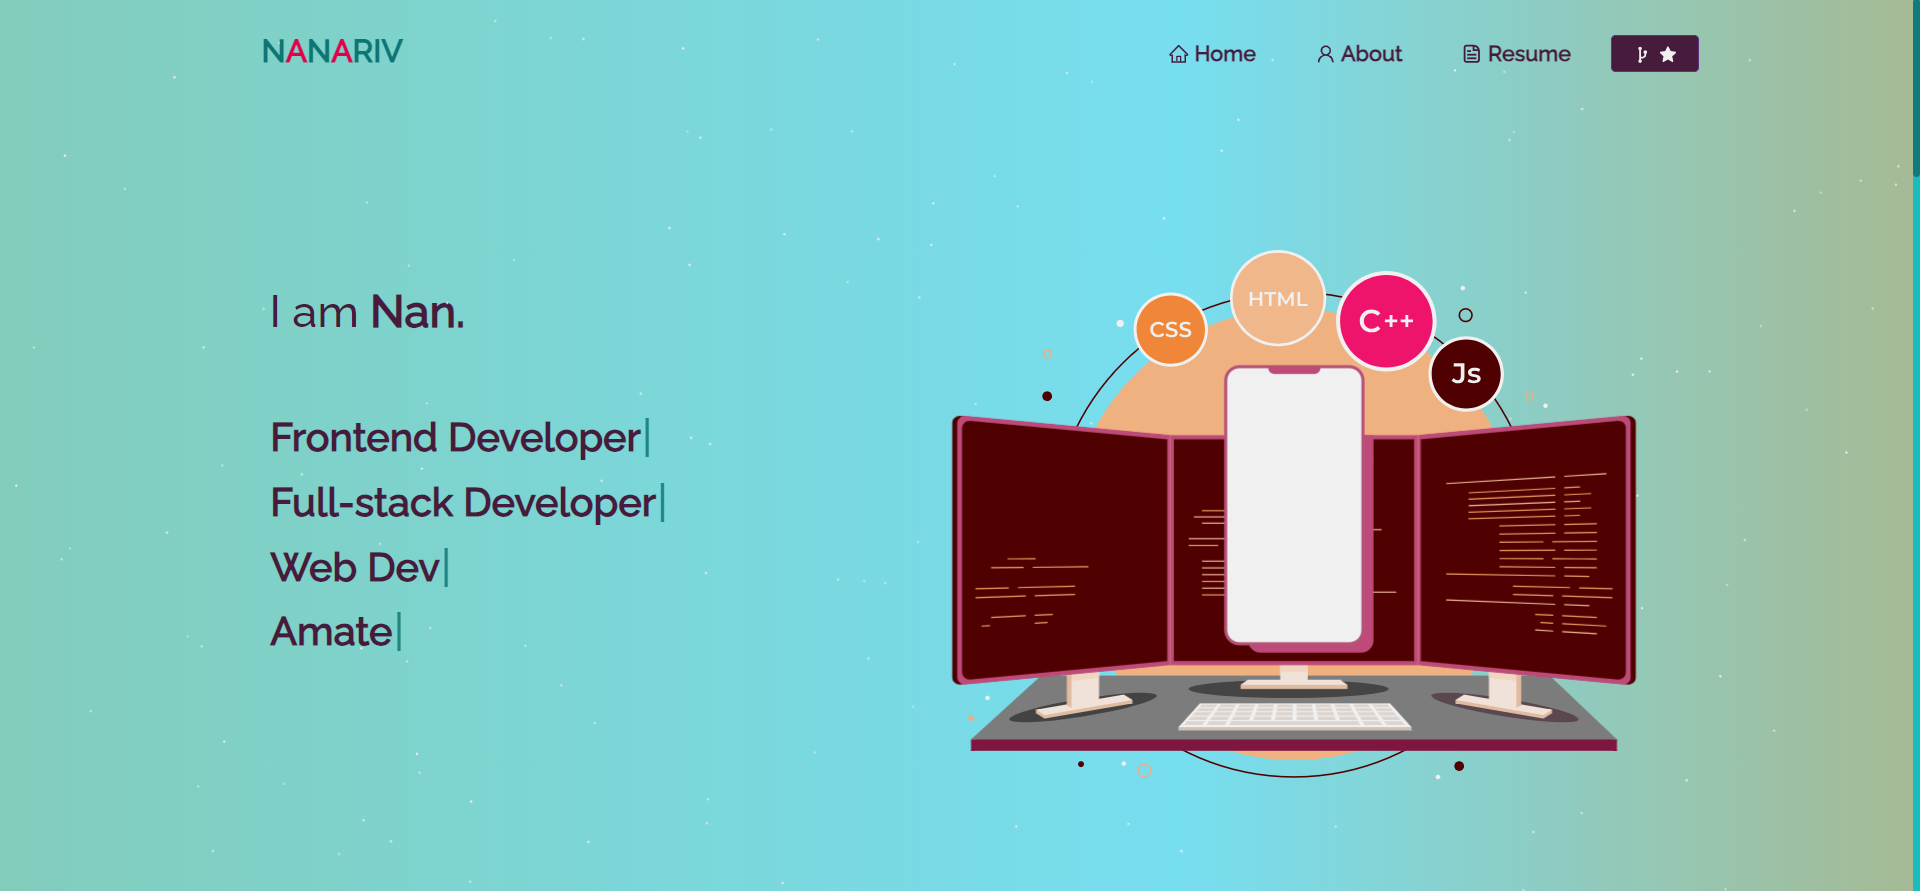 NANARIV
Home
About
Resume
I am Nan.
Frontend Developer|
Full-stack Developer|
Web Dev|
Amate|
CSS
HTML
C++
Js